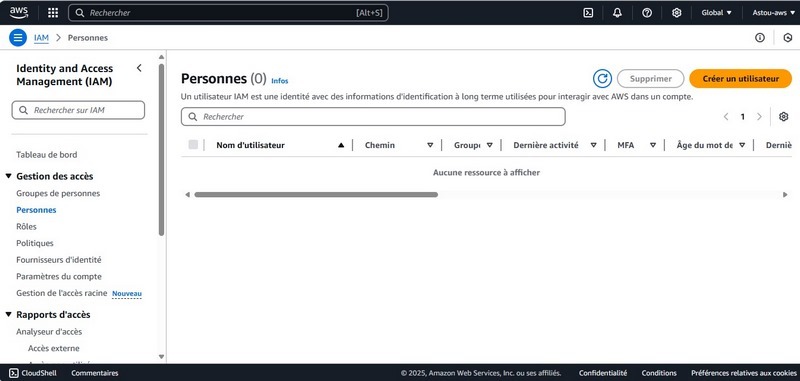 aws
Rechercher [Alt+S] Global Astou-aws
IAM > Personnes
Identity and Access Management (IAM)
Rechercher sur IAM
Tableau de bord
Gestion des accès
Groupes de personnes
Personnes
Rôles
Politiques
Fournisseurs d'identité
Paramètres du compte
Gestion de l'accès racine Nouveau
Rapports d'accès
Analyseur d'accès
Accès externe
Personnes (0) Infos
Supprimer
Créer un utilisateur
Un utilisateur IAM est une identité avec des informations d'identification à long terme utilisées pour interagir avec AWS dans un compte.
Rechercher
1
Nom d'utilisateur Chemin Groupe Dernière activité MFA Âge du mot de Derniè
Aucune ressource à afficher
CloudShell Commentaires © 2025, Amazon Web Services, Inc. ou ses affiliés. Confidentialité Conditions Préférences relatives aux cookies